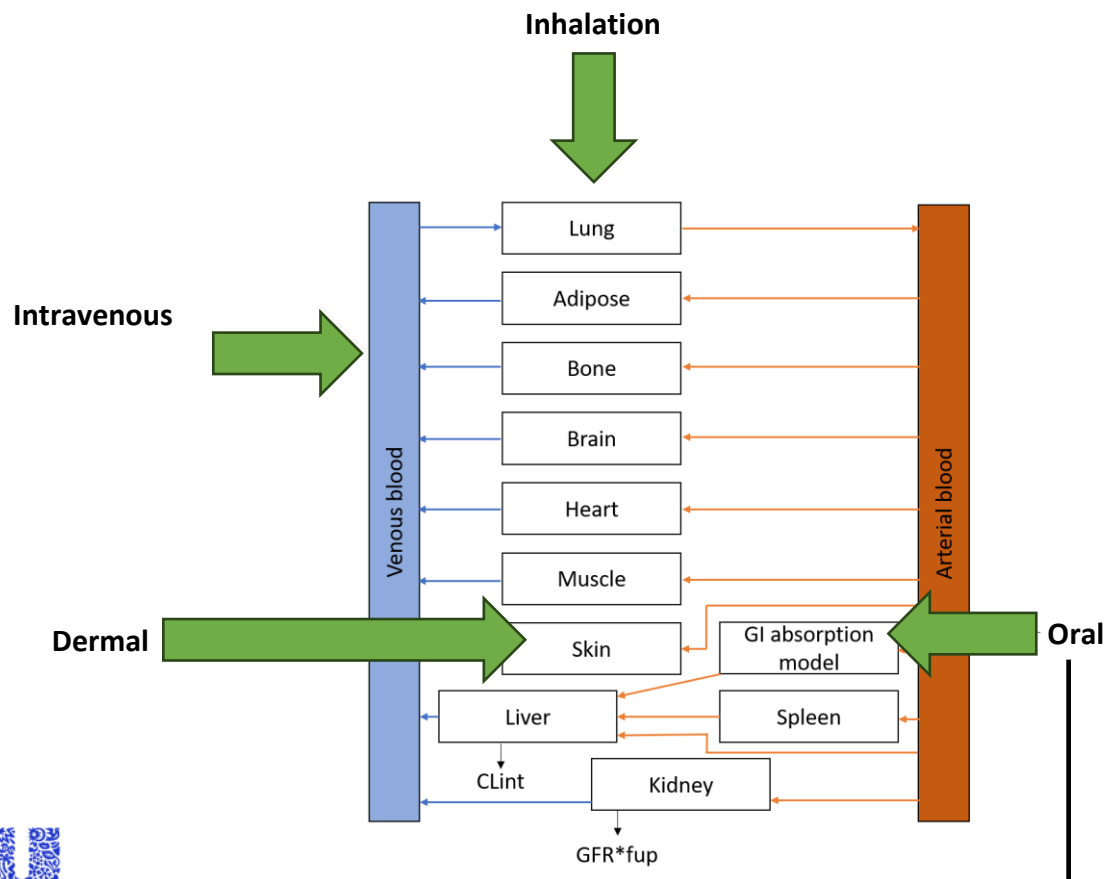 Inhalation
Lung
Adipose
Intravenous
Bone
Brain
Heart
Venous blood
Arterial blood
Muscle
Dermal
Skin
GI absorption
model
Oral
Liver
Spleen
CLint
Kidney
GFR*fup